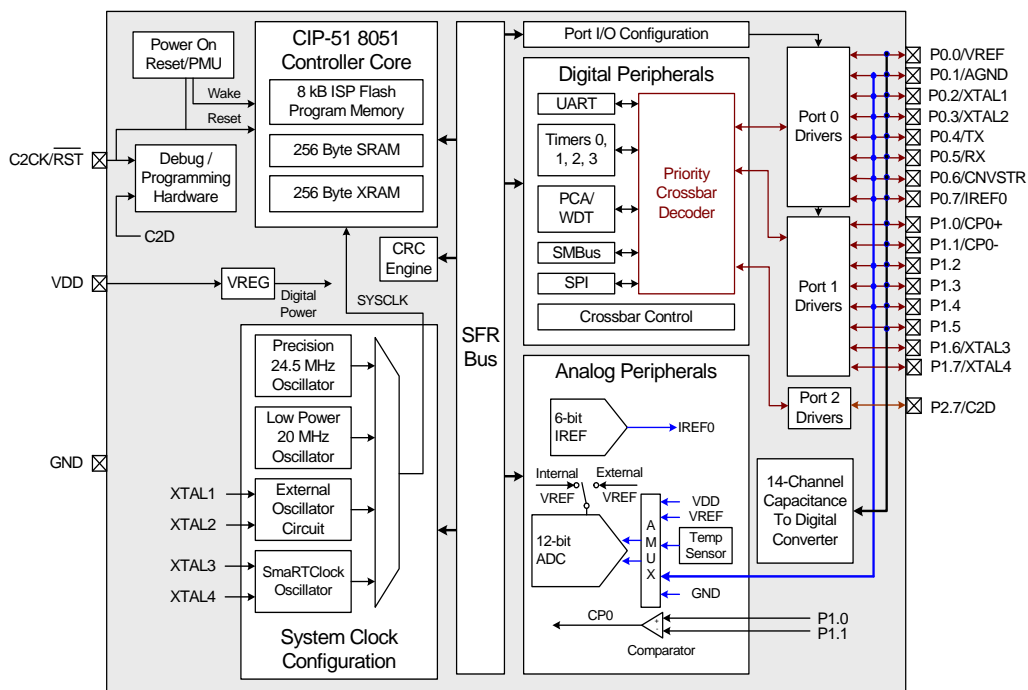 Power On
Reset/PMU
Wake
Reset
C2CK/RST
Debug /
Programming
Hardware
C2D
VDD
VREG
Digital
Power
GND
CIP-51 8051
Controller Core
8 kB ISP Flash
Program Memory
256 Byte SRAM
256 Byte XRAM
CRC
Engine
SYSCLK
Precision
24.5 MHz
Oscillator
Low Power
20 MHz
Oscillator
XTAL1
XTAL2
External
Oscillator
Circuit
XTAL3
XTAL4
SmaRTClock
Oscillator
System Clock
Configuration
SFR
Bus
Port I/O Configuration
Digital Peripherals
UART
Timers 0,
1, 2, 3
PCA/
WDT
SMBus
SPI
Priority
Crossbar
Decoder
Crossbar Control
Analog Peripherals
6-bit
IREF
IREF0
Internal
VREF
External
VREF
12-bit
ADC
A
M
U
X
VDD
VREF
Temp
Sensor
GND
CP0
Comparator
+
-
P1.0
P1.1
Port 0
Drivers
Port 1
Drivers
Port 2
Drivers
14-Channel
Capacitance
To Digital
Converter
P0.0/VREF
P0.1/AGND
P0.2/XTAL1
P0.3/XTAL2
P0.4/TX
P0.5/RX
P0.6/CNVSTR
P0.7/IREF0
P1.0/CP0+
P1.1/CP0-
P1.2
P1.3
P1.4
P1.5
P1.6/XTAL3
P1.7/XTAL4
P2.7/C2D